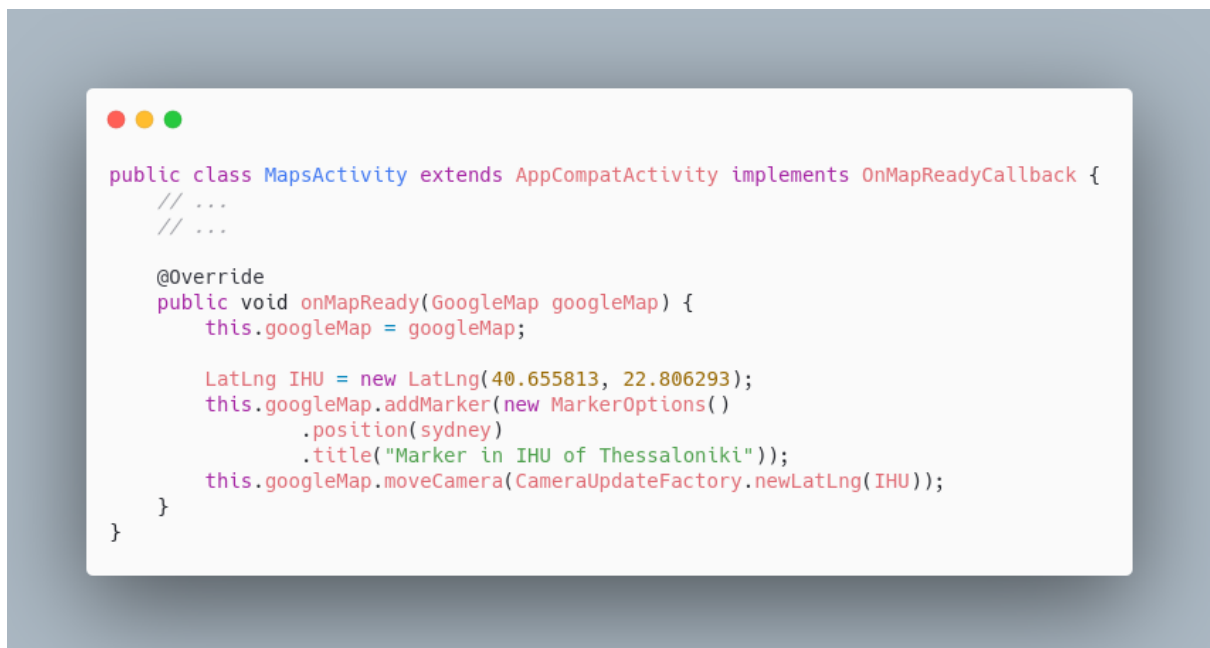 public class MapsActivity extends AppCompatActivity implements OnMapReadyCallback {
    // ...
    // ...

    @Override
    public void onMapReady(GoogleMap googleMap) {
        this.googleMap = googleMap;

        LatLng IHU = new LatLng(40.655813, 22.806293);
        this.googleMap.addMarker(new MarkerOptions()
                .position(sydney)
                .title("Marker in IHU of Thessaloniki"));
        this.googleMap.moveCamera(CameraUpdateFactory.newLatLng(IHU));
    }
}